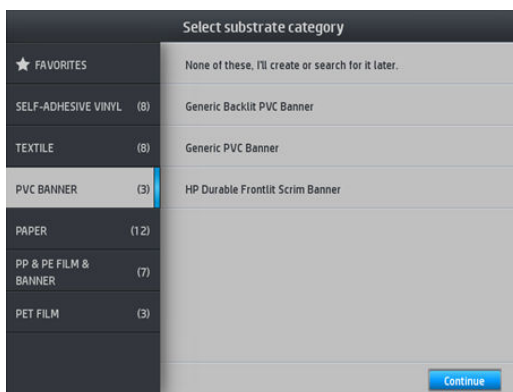 Select substrate category
FAVORITES
SELF-ADHESIVE VINYL (8)
TEXTILE (8)
PVC BANNER (3)
PAPER (12)
PP & PE FILM &
BANNER (7)
PET FILM (3)
None of these, I'll create or search for it later.
Generic Backlit PVC Banner
Generic PVC Banner
HP Durable Frontlit Scrim Banner
Continue